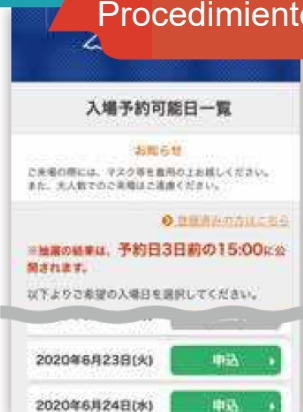 Procedimiento
入場予約可能日一覧
お知らせ
ご来場の際には、マスク等を着用の上お越しください。
また、大人数でのご来場はご遠慮ください。
登録済みの方はこちら
※抽選の結果は、予約日3日前の15:00に公
開されます。
以下よりご希望の入場日を選択してください。
2020年6月23日(火) 申込
2020年6月24日(水) 申込